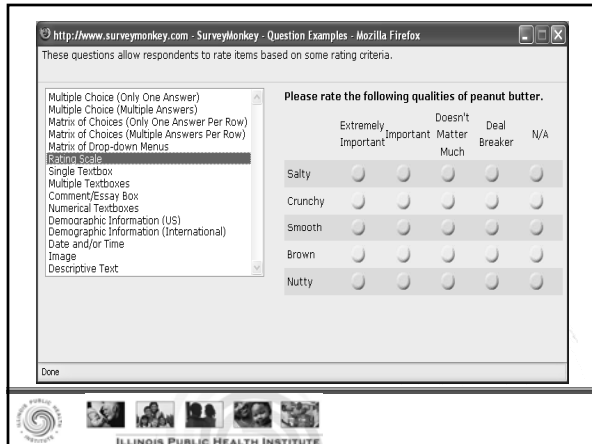 http://www.surveymonkey.com - SurveyMonkey - Question Examples - Mozilla Firefox
These questions allow respondents to rate items based on some rating criteria.
Multiple Choice (Only One Answer)
Multiple Choice (Multiple Answers)
Matrix of Choices (Only One Answer Per Row)
Matrix of Choices (Multiple Answers Per Row)
Matrix of Drop-down Menus
Rating Scale
Single Textbox
Multiple Textboxes
Comment/Essay Box
Numerical Textboxes
Demographic Information (US)
Demographic Information (International)
Date and/or Time
Image
Descriptive Text
Please rate the following qualities of peanut butter.
Extremely Important
Important
Doesn't Matter Much
Deal Breaker
N/A
Salty
Crunchy
Smooth
Brown
Nutty
Done
ILLINOIS PUBLIC HEALTH INSTITUTE
ILLINOIS PUBLIC HEALTH INSTITUTE